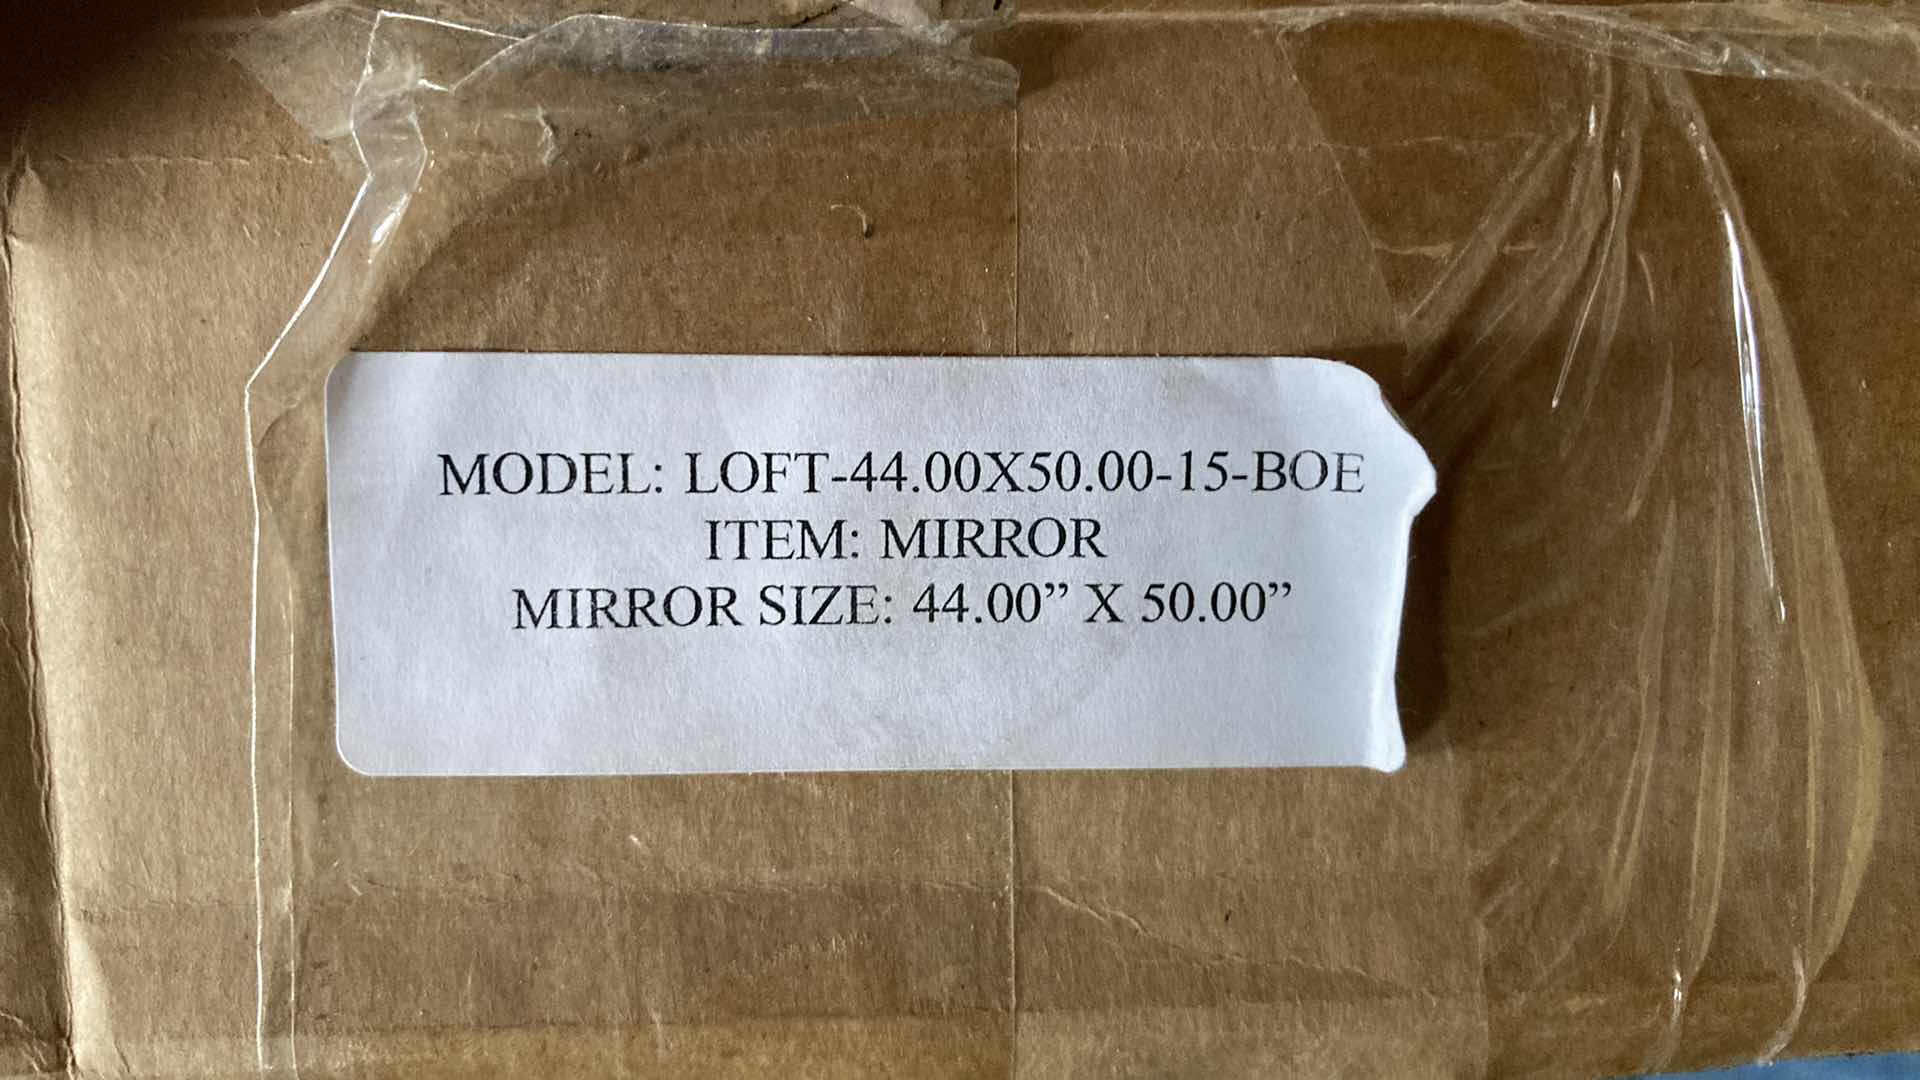 MODEL: LOFT-44.00X50.00-15-BOE
ITEM: MIRROR
MIRROR SIZE: 44.00” X 50.00”